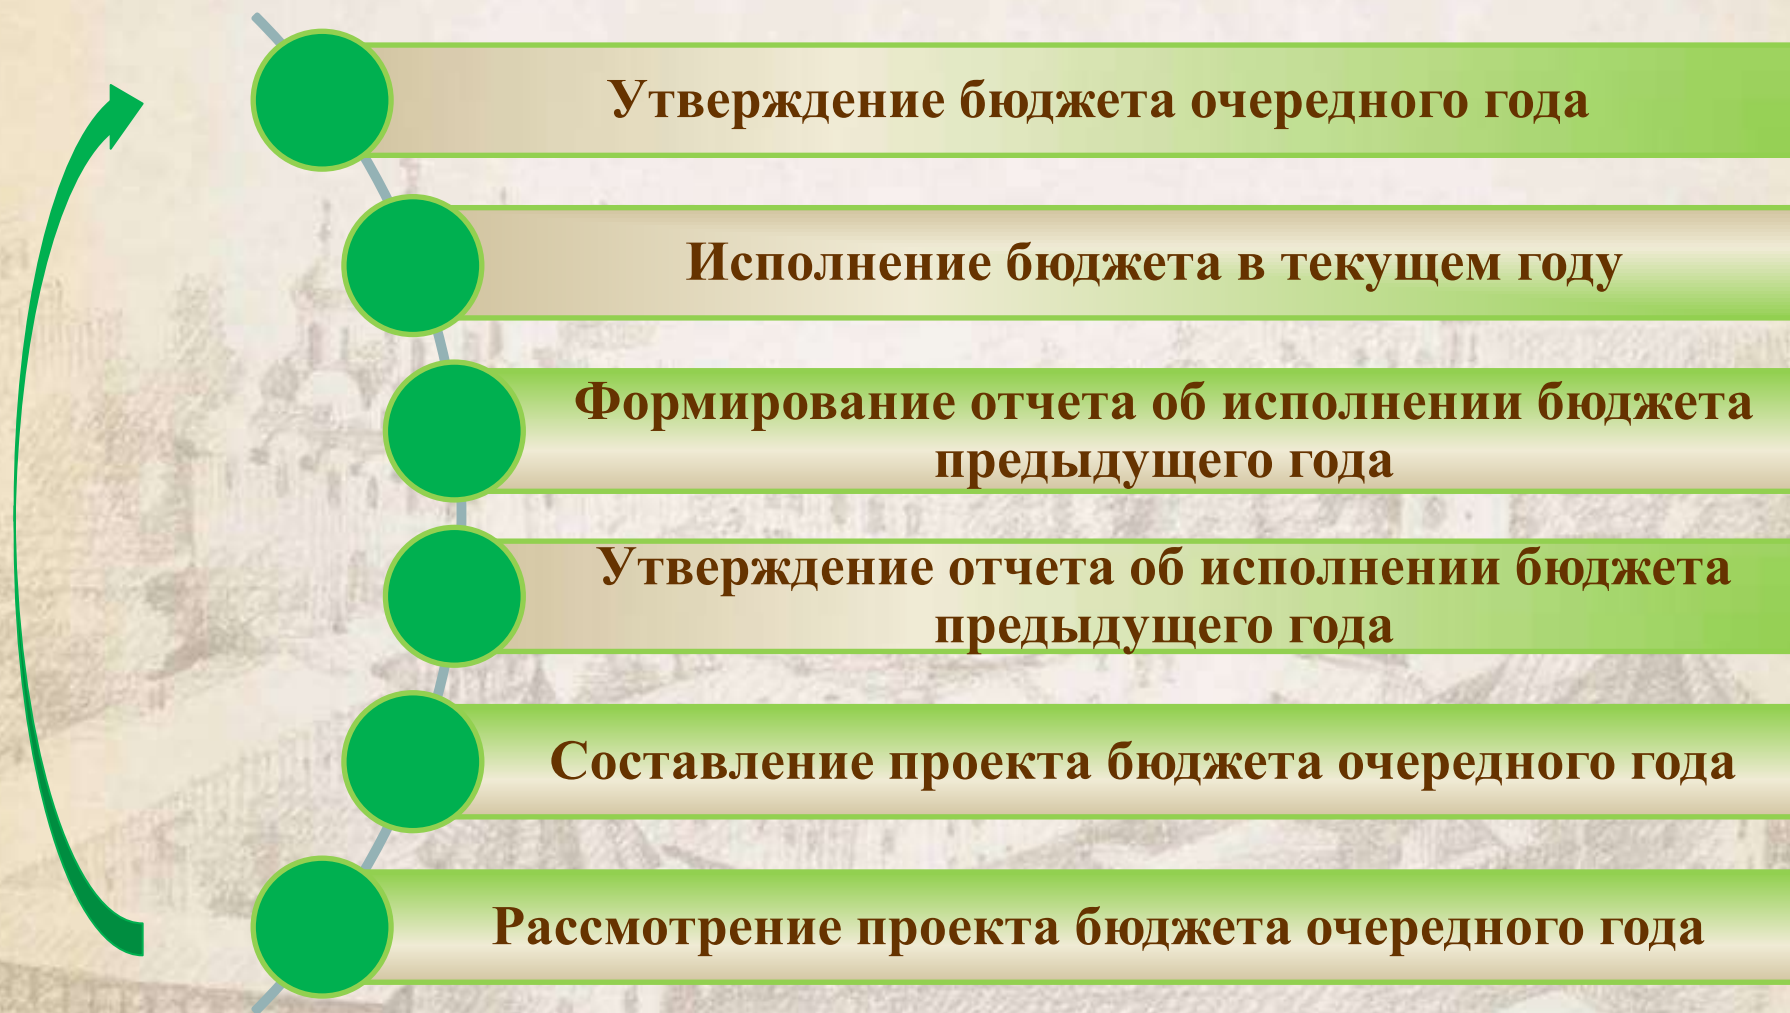 Утверждение бюджета очередного года
Исполнение бюджета в текущем году
Формирование отчета об исполнении бюджета
предыдущего года
Утверждение отчета об исполнении бюджета
предыдущего года
Составление проекта бюджета очередного года
Рассмотрение проекта бюджета очередного года